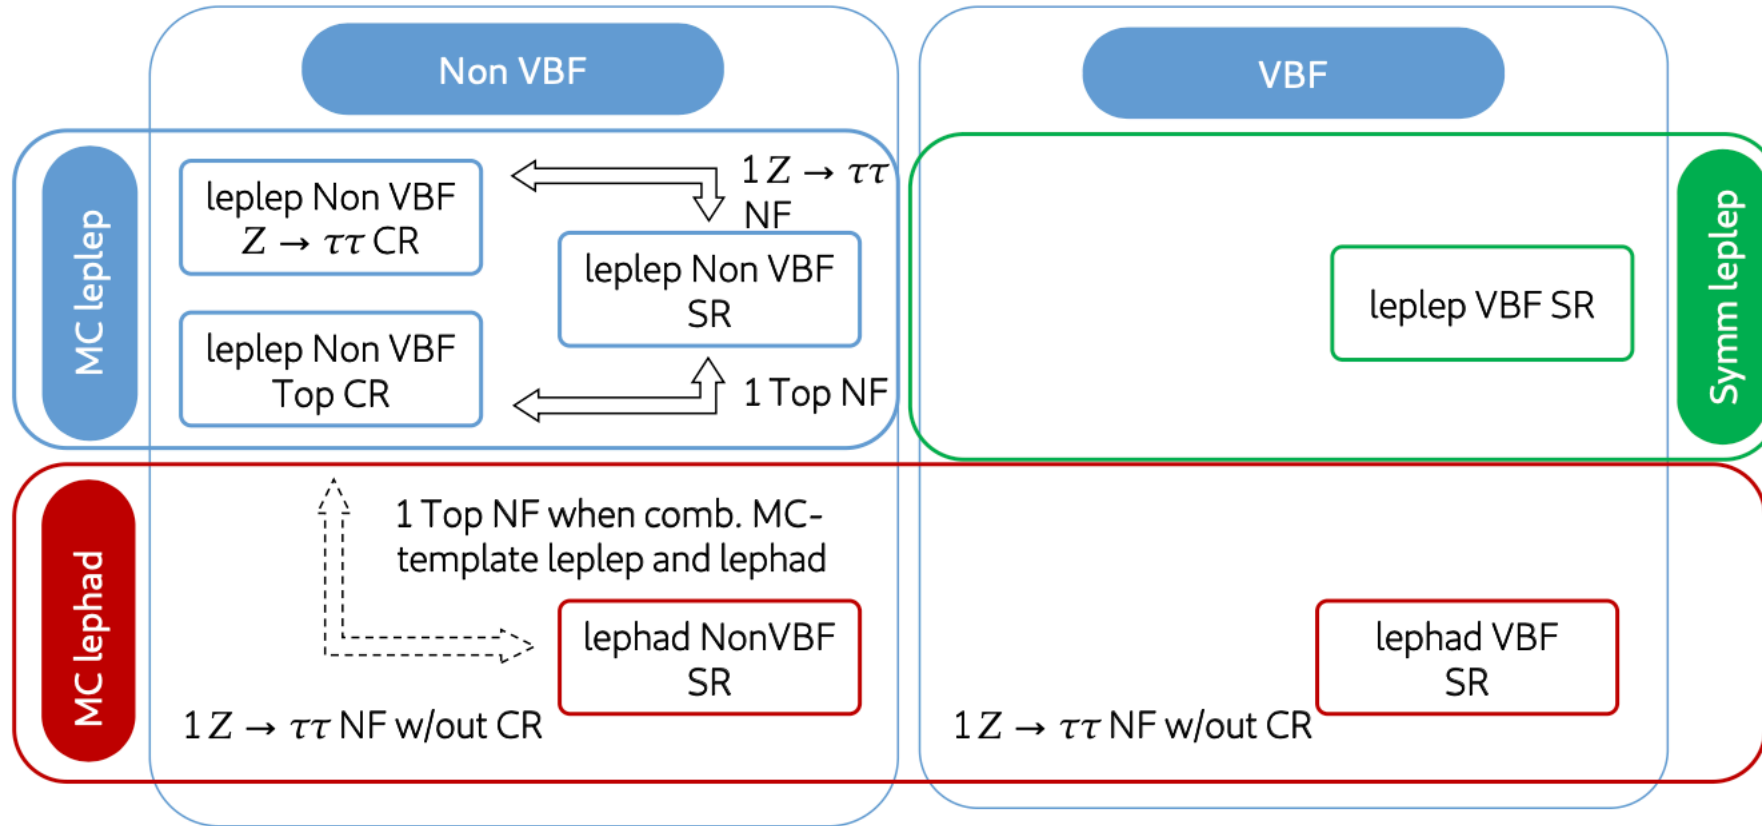 Non VBF
VBF
MC leplep
leplep Non VBF
Z → ττ CR
1 Z → ττ
NF
leplep Non VBF
SR
leplep Non VBF
Top CR
1 Top NF
leplep VBF SR
Symm leplep
MC lephad
1 Top NF when comb. MC-
template leplep and lephad
lephad NonVBF
SR
1 Z → ττ NF w/out CR
lephad VBF
SR
1 Z → ττ NF w/out CR